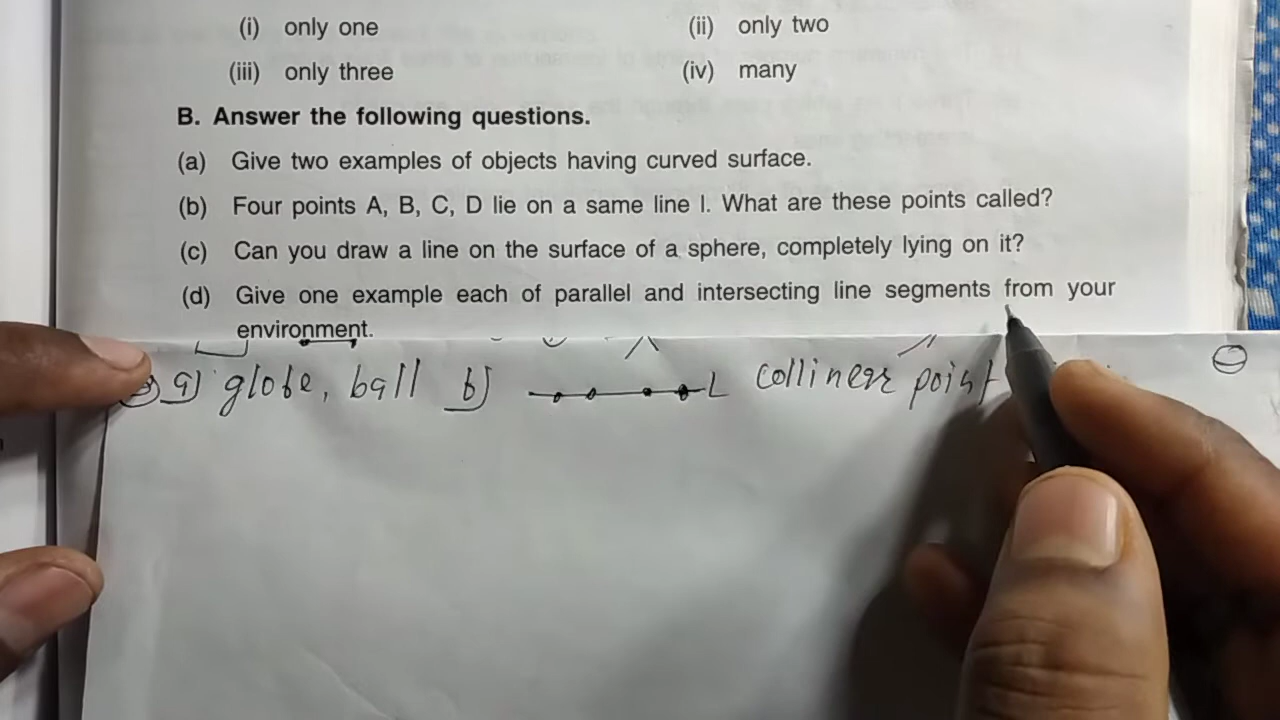 (i) only one (ii) only two
(iii) only three (iv) many
B. Answer the following questions.
(a) Give two examples of objects having curved surface.
(b) Four points A, B, C, D lie on a same line l. What are these points called?
(c) Can you draw a line on the surface of a sphere, completely lying on it?
(d) Give one example each of parallel and intersecting line segments from your
environment.
a) globe, ball b) L colliner point